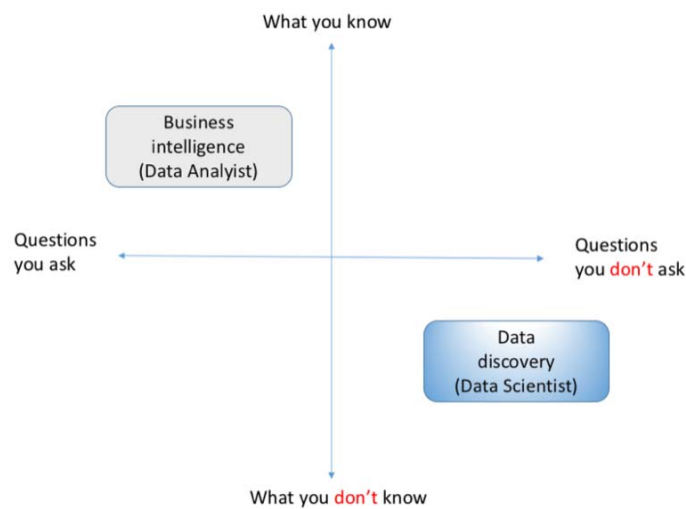 What you know
Business
intelligence
(Data Analyist)
Questions
you ask
Questions
you don't ask
Data
discovery
(Data Scientist)
What you don't know